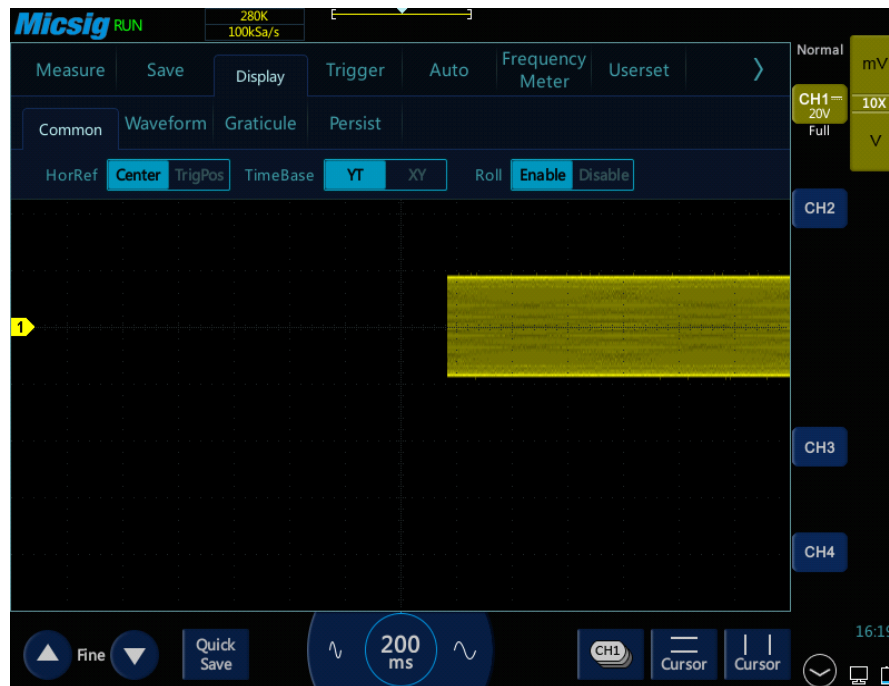 Micsig RUN
280K
100kSa/s
Measure Save Display Trigger Auto Frequency Meter Userset
Common Waveform Graticule Persist
HorRef Center TrigPos TimeBase YT XY Roll Enable Disable
Normal
mV
CH1
20V
Full
10X
V
CH2
1
CH3
CH4
Fine
Quick
Save
200
ms
CH1
Cursor
Cursor
16:19